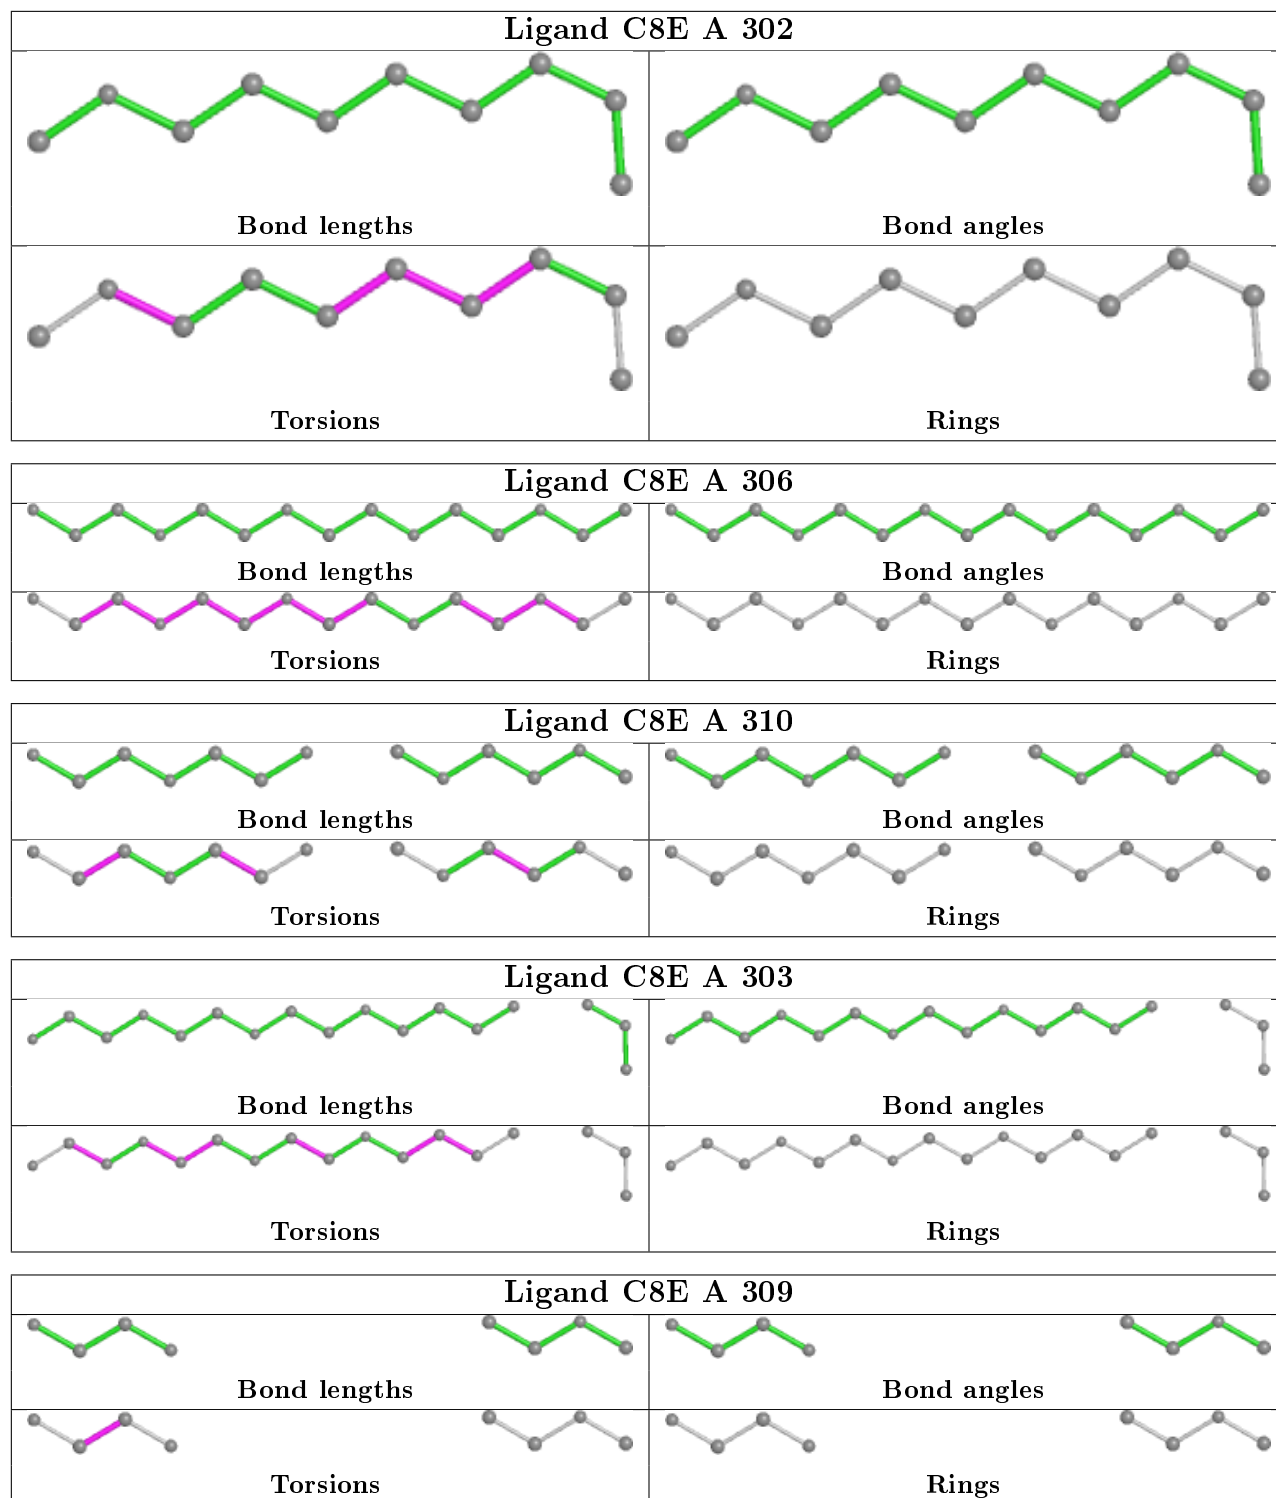 Ligand C8E A 302
Bond lengths
Bond angles
Torsions
Rings
Ligand C8E A 306
Bond lengths
Bond angles
Torsions
Rings
Ligand C8E A 310
Bond lengths
Bond angles
Torsions
Rings
Ligand C8E A 303
Bond lengths
Bond angles
Torsions
Rings
Ligand C8E A 309
Bond lengths
Bond angles
Torsions
Rings